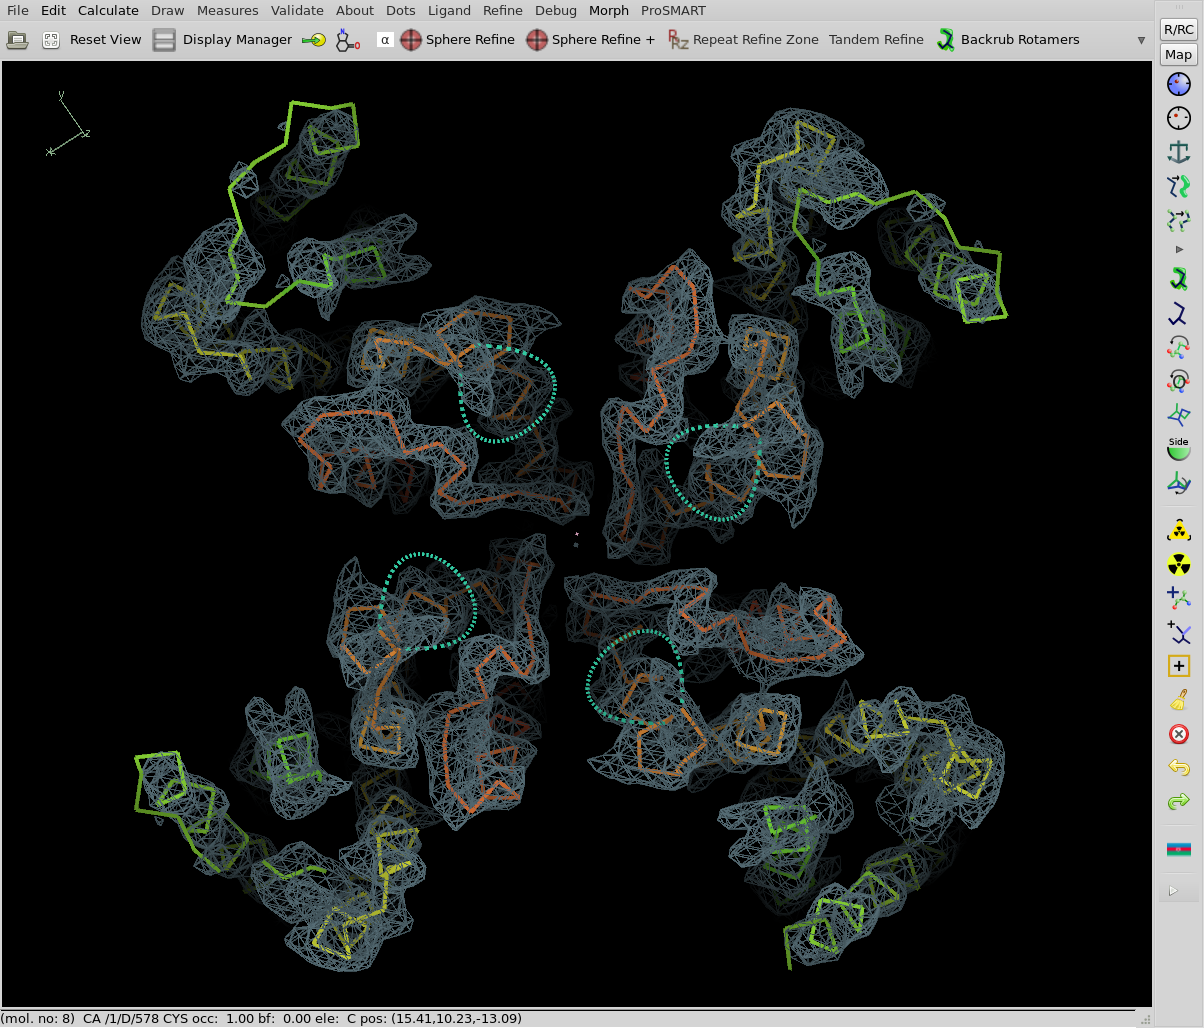 File Edit Calculate Draw Measures Validate About Dots Ligand Refine Debug Morph ProSMART
Reset View Display Manager α Sphere Refine Sphere Refine + Rz Repeat Refine Zone Tandem Refine Backrub Rotamers
R/RC
Map
y
z
x
Side
(mol. no: 8) CA /1/D/578 CYS occ: 1.00 bf: 0.00 ele: C pos: (15.41,10.23,-13.09)